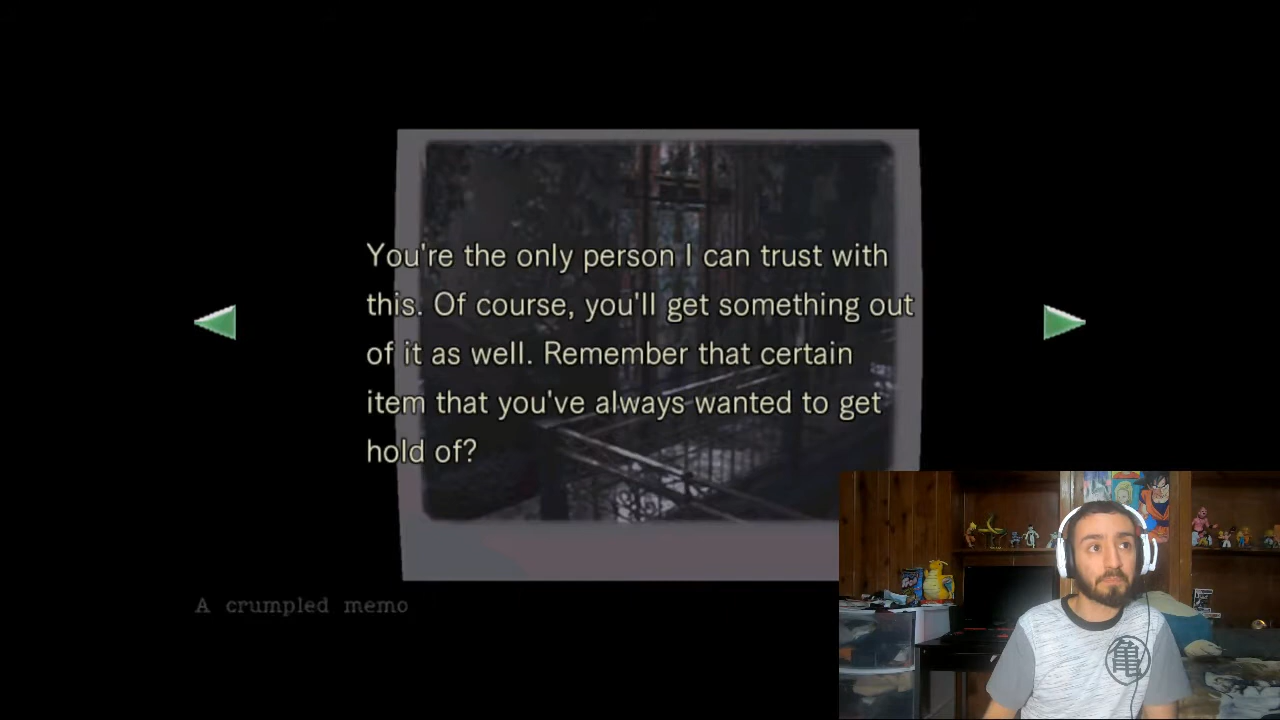 You're the only person I can trust with
this. Of course, you'll get something out
of it as well. Remember that certain
item that you've always wanted to get
hold of?
A crumpled memo
亀